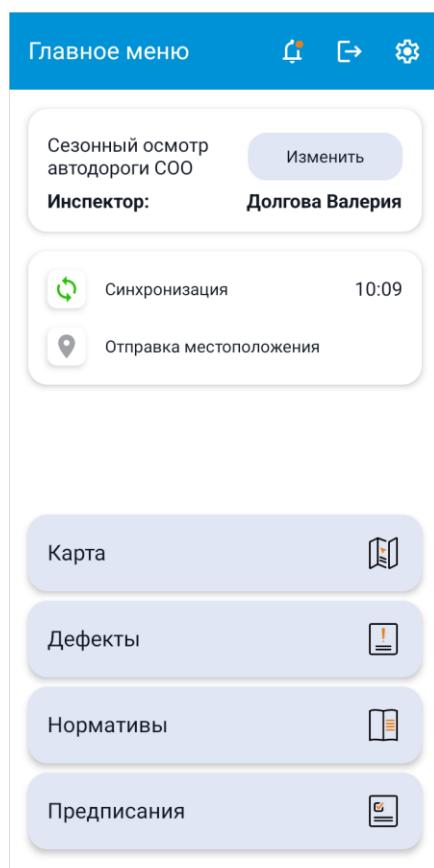 Главное меню
Сезонный осмотр
автодороги СОО
Изменить
Инспектор: Долгова Валерия
Синхронизация 10:09
Отправка местоположения
Карта
Дефекты
Нормативы
Предписания